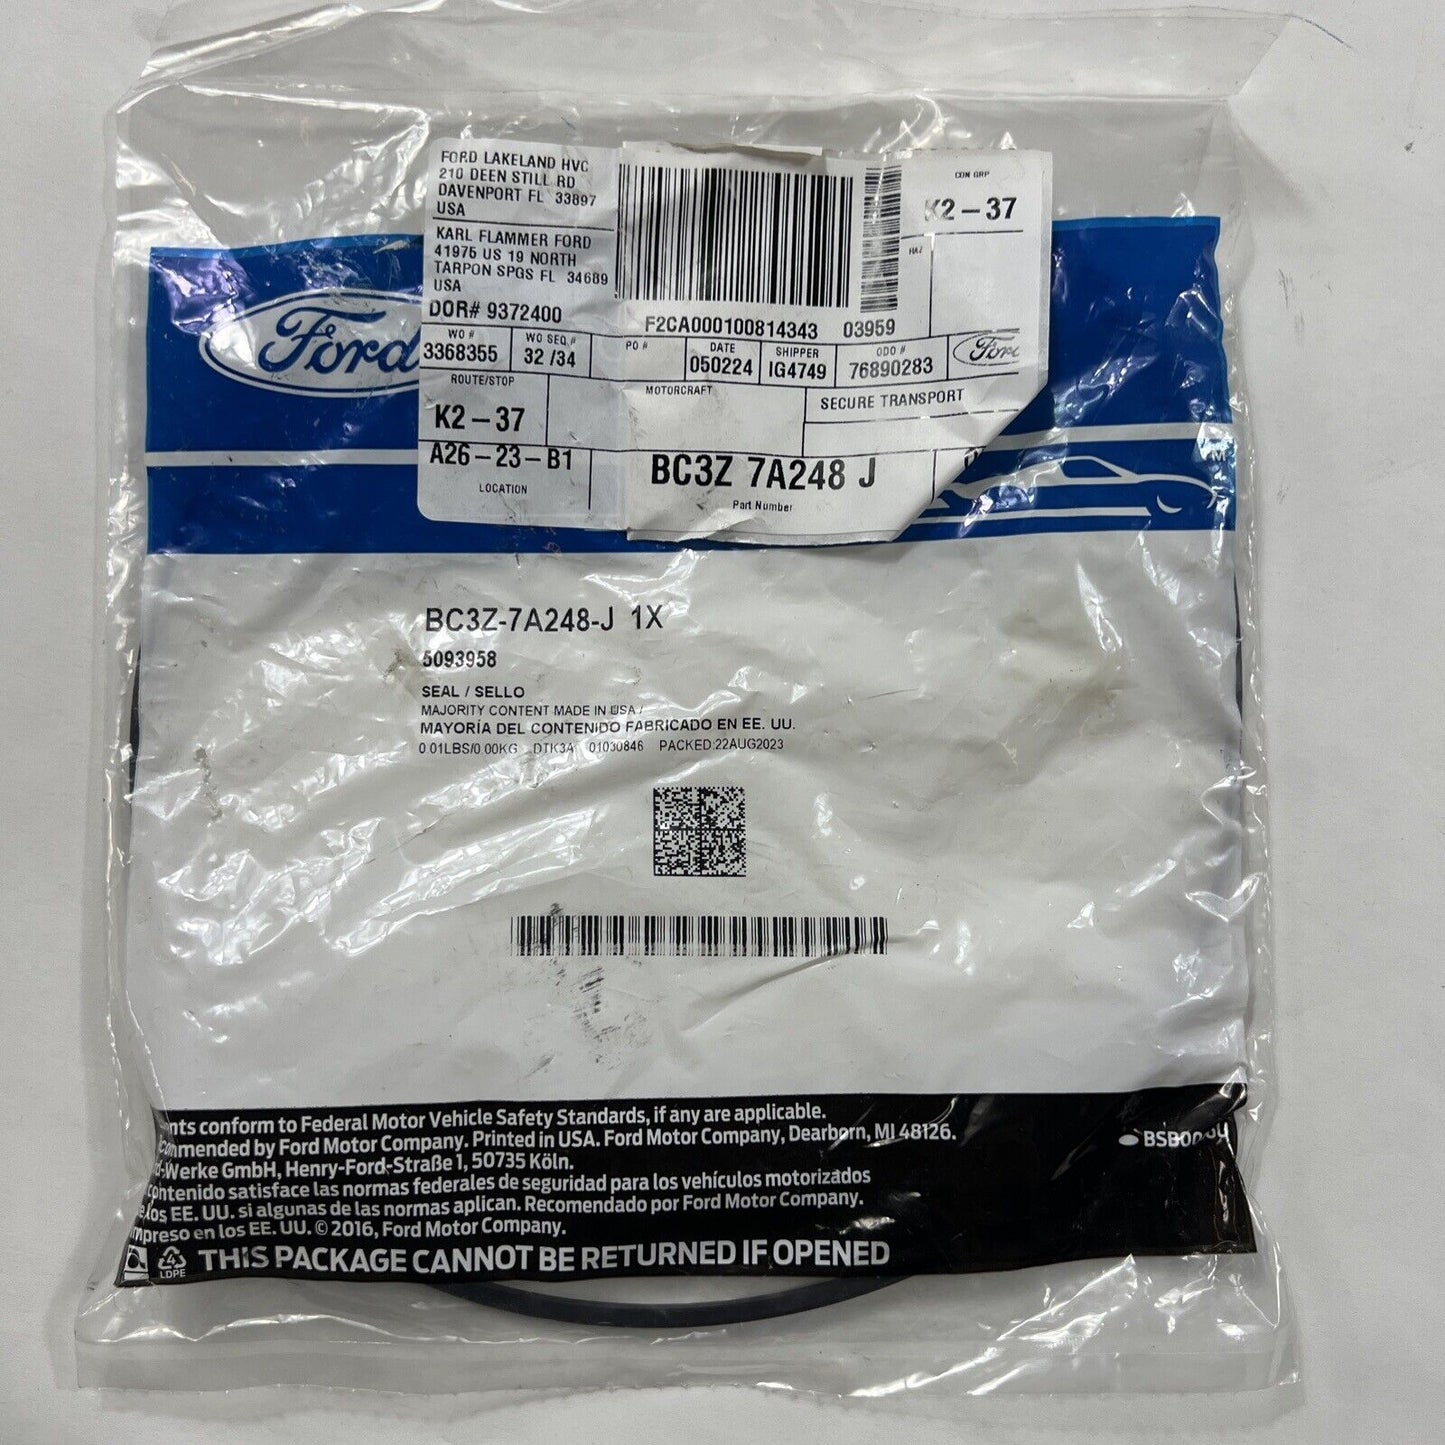 FORD LAKELAND HVC
210 DEEN STILL RD
DAVENPORT FL 33897
USA
KARL FLAMMER FORD
41975 US 19 NORTH
TARPON SPGS FL 34689
USA
DOR# 9372400
F2CA000100814343 03959
CON GRP
K2-37
HAZ
WO #
3368355
WO SEQ #
32 /34
PO #
DATE
050224
SHIPPER
IG4749
ODO #
76890283
Ford
ROUTE/STOP
K2-37
MOTORCRAFT
SECURE TRANSPORT
A26-23-B1
LOCATION
BC3Z 7A248 J
Part Number
Ford
BC3Z-7A248-J 1X
5093958
SEAL / SELLO
MAJORITY CONTENT MADE IN USA /
MAYORÍA DEL CONTENIDO FABRICADO EN EE. UU.
0.01LBS/0.00KG DTK3A 01030846 PACKED:22AUG2023
nts conform to Federal Motor Vehicle Safety Standards, if any are applicable.
ommended by Ford Motor Company. Printed in USA. Ford Motor Company, Dearborn, MI 48126.
d-Werke GmbH, Henry-Ford-Straße 1, 50735 Köln.
contenido satisface las normas federales de seguridad para los vehículos motorizados
los EE. UU. si algunas de las normas aplican. Recomendado por Ford Motor Company.
mpreso en los EE. UU. © 2016, Ford Motor Company.
4
LDPE
THIS PACKAGE CANNOT BE RETURNED IF OPENED